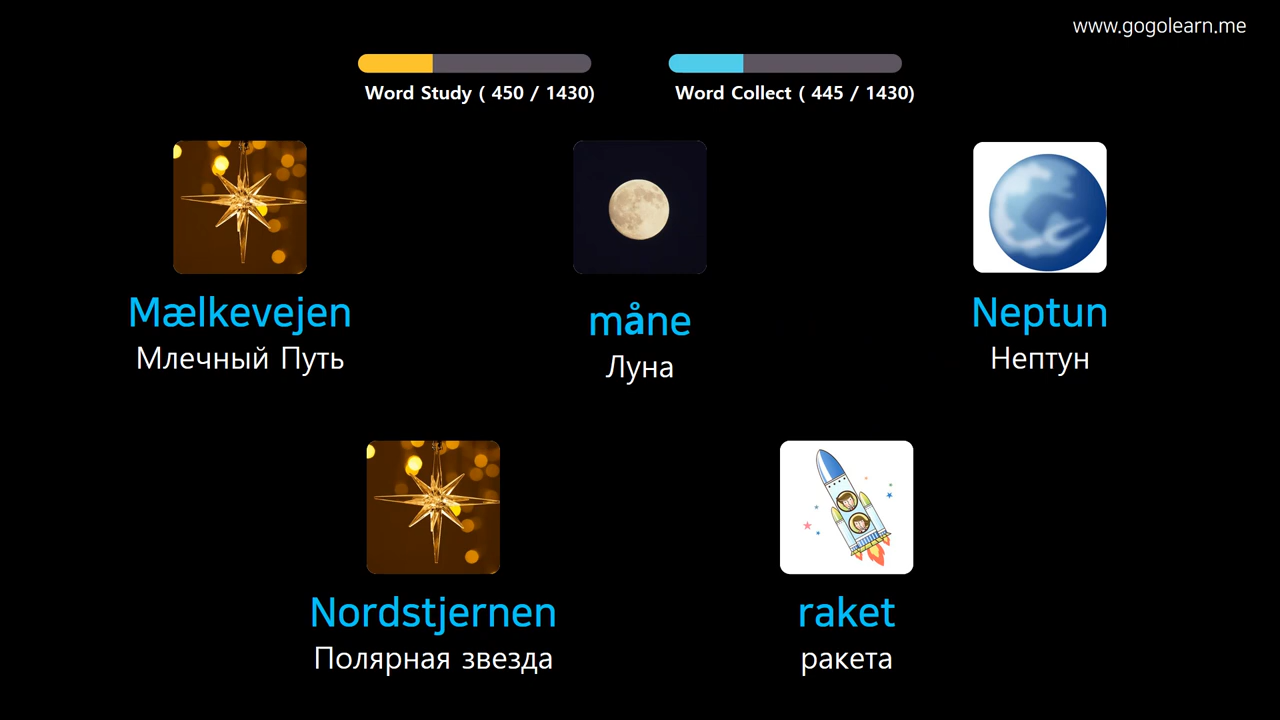 www.gogolearn.me
Word Study ( 450 / 1430)
Word Collect ( 445 / 1430)
Mælkevejen
Млечный Путь
måne
Луна
Neptun
Нептун
Nordstjernen
Полярная звезда
raket
ракета